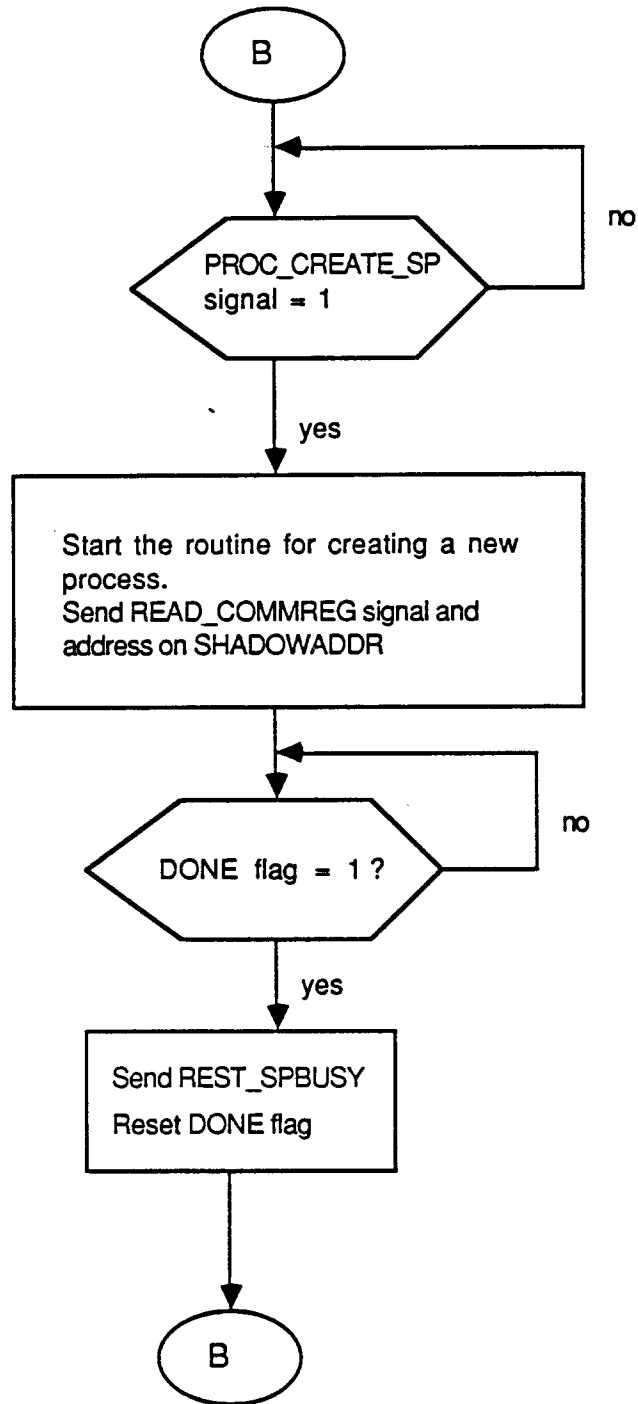 B
no
PROC_CREATE_SP
signal = 1
yes
Start the routine for creating a new
process.
Send READ_COMMREG signal and
address on SHADOWADDR
no
DONE flag = 1 ?
yes
Send REST_SPBUSY
Reset DONE flag
B